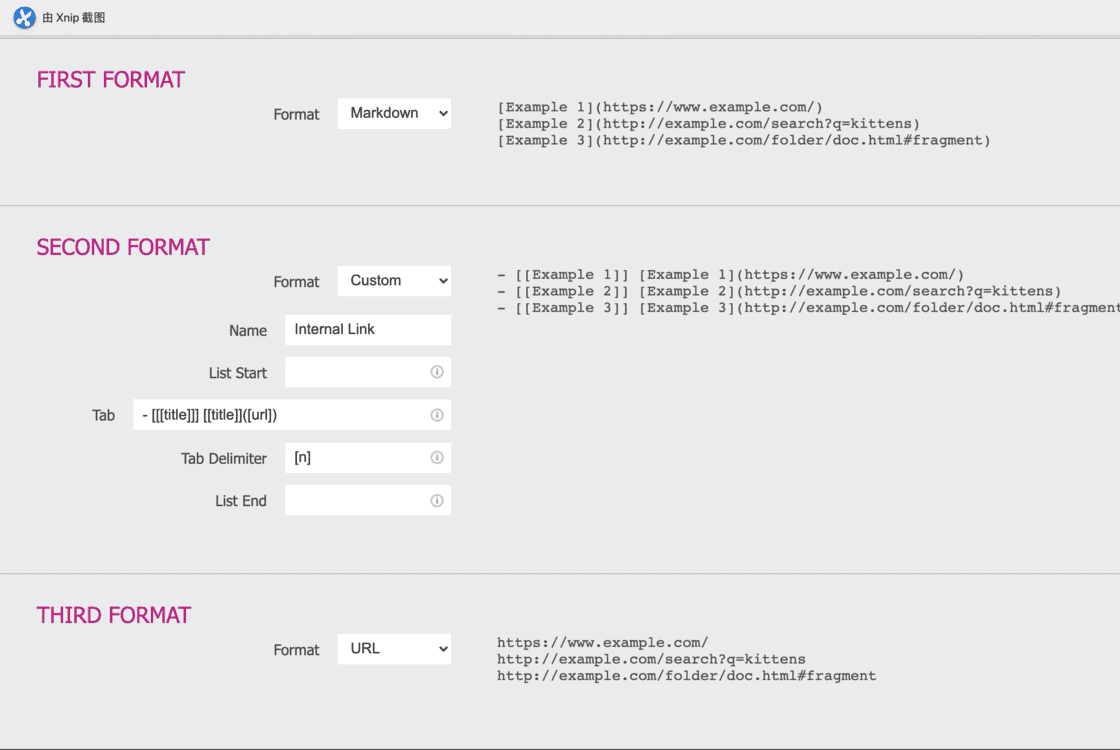 由 Xnip 截图
FIRST FORMAT
Format Markdown
[Example 1](https://www.example.com/)
[Example 2](http://example.com/search?q=kittens)
[Example 3](http://example.com/folder/doc.html#fragment)
SECOND FORMAT
Format Custom
- [[Example 1]] [Example 1](https://www.example.com/)
- [[Example 2]] [Example 2](http://example.com/search?q=kittens)
- [[Example 3]] [Example 3](http://example.com/folder/doc.html#fragment
Name Internal Link
List Start
Tab - [[[title]]] [[title]]([url])
Tab Delimiter [n]
List End
THIRD FORMAT
Format URL
https://www.example.com/
http://example.com/search?q=kittens
http://example.com/folder/doc.html#fragment